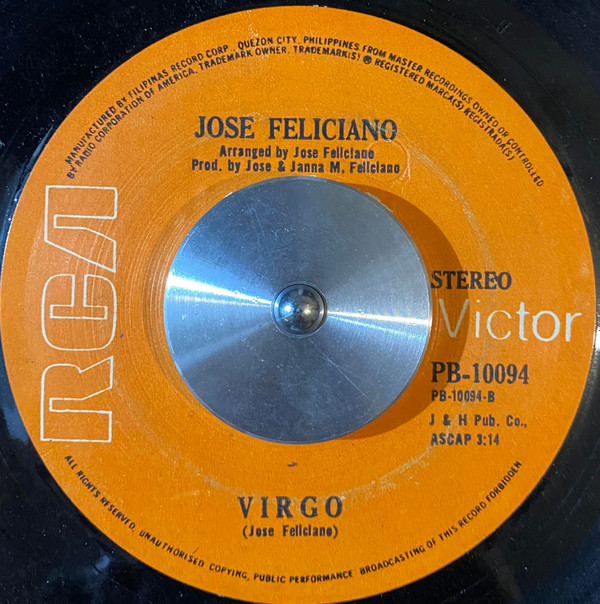 MANUFACTURED BY FILIPINAS RECORD CORP., QUEZON CITY, PHILIPPINES FROM MASTER RECORDINGS OWNED OR CONTROLLED
BY RADIO CORPORATION OF AMERICA. TRADEMARK OWNER. TRADEMARK(S) ® REGISTERED MARCA(S) REGISTRADA(S)
JOSE FELICIANO
Arranged by Jose Feliciano
Prod. by Jose & Janna M. Feliciano
RCA
STEREO
Victor
PB-10094
PB-10094-B
J & H Pub. Co.,
ASCAP 3:14
VIRGO
(Jose Feliciano)
ALL RIGHTS RESERVED. UNAUTHORISED COPYING, PUBLIC PERFORMANCE BROADCASTING OF THIS RECORD FORBIDDEN